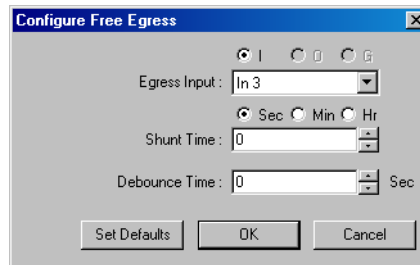 Configure Free Egress
I O G
Egress Input : In 3
Sec Min Hr
Shunt Time : 0
Debounce Time : 0 Sec
Set Defaults OK Cancel